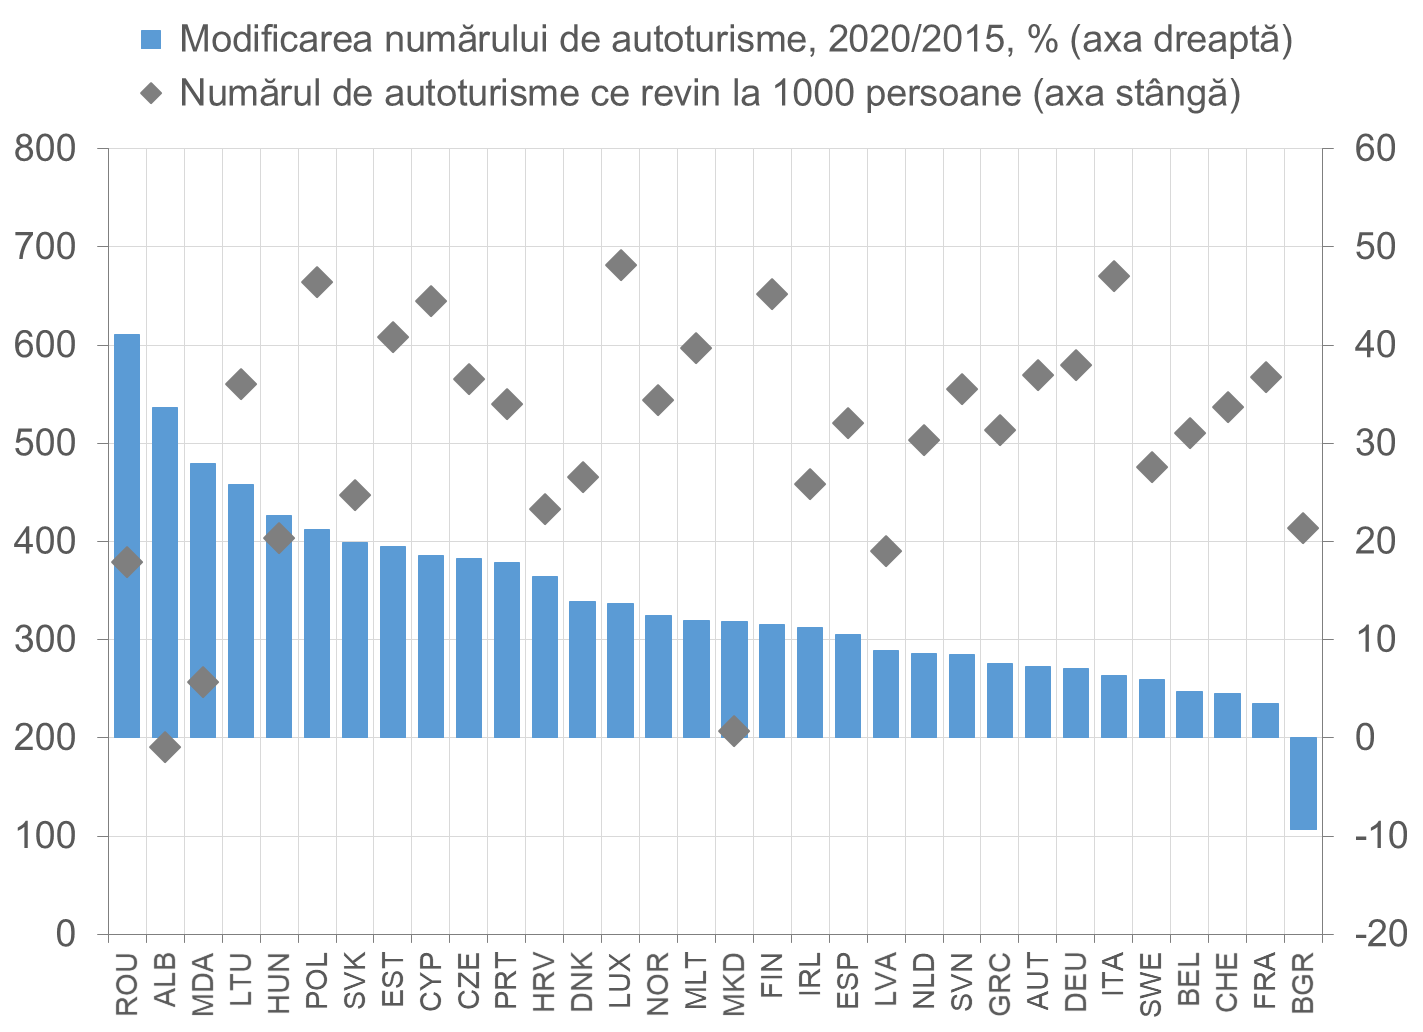 Modificarea numărului de autoturisme, 2020/2015, % (axa dreaptă)
Numărul de autoturisme ce revin la 1000 persoane (axa stângă)
800
700
600
500
400
300
200
100
0
60
50
40
30
20
10
0
-10
-20
ROU
ALB
MDA
LTU
HUN
POL
SVK
EST
CYP
CZE
PRT
HRV
DNK
LUX
NOR
MLT
MKD
FIN
IRL
ESP
LVA
NLD
SVN
GRC
AUT
DEU
ITA
SWE
BEL
CHE
FRA
BGR